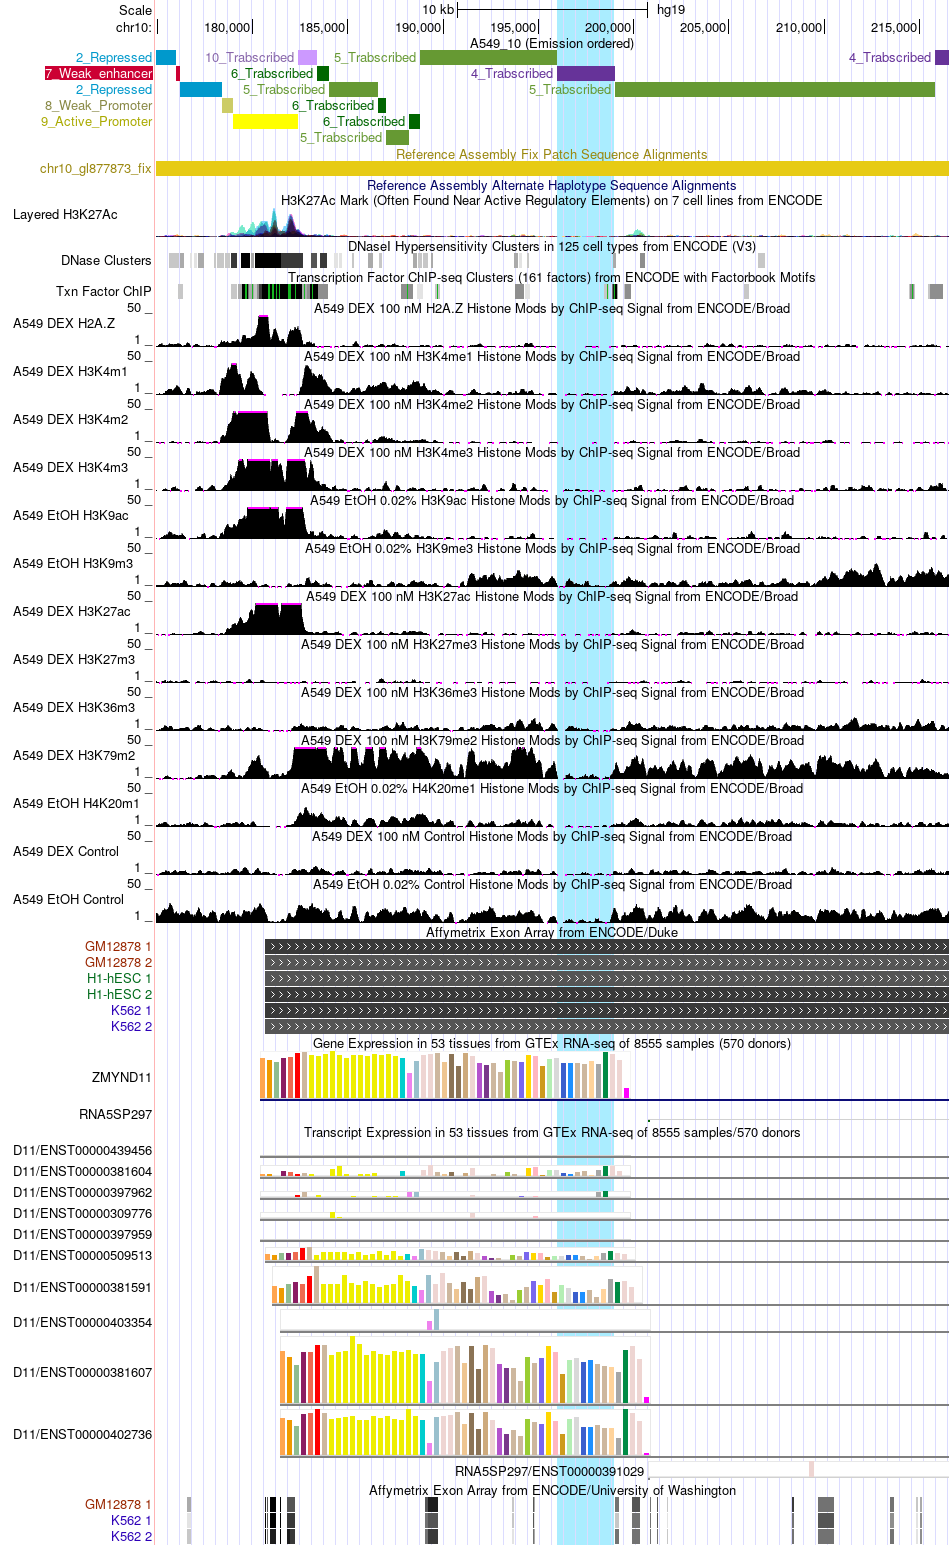 Scale 10 kb hg19
chr10: 180,000 185,000 190,000 195,000 200,000 205,000 210,000 215,000
A549_10 (Emission ordered)
2_Repressed 10_Trabscribed 5_Trabscribed 4_Trabscribed
7_Weak_enhancer 6_Trabscribed 4_Trabscribed
2_Repressed 5_Trabscribed 5_Trabscribed
8_Weak_Promoter 6_Trabscribed
9_Active_Promoter 6_Trabscribed
5_Trabscribed
Reference Assembly Fix Patch Sequence Alignments
chr10_gl877873_fix
Reference Assembly Alternate Haplotype Sequence Alignments
H3K27Ac Mark (Often Found Near Active Regulatory Elements) on 7 cell lines from ENCODE
Layered H3K27Ac
DNaseI Hypersensitivity Clusters in 125 cell types from ENCODE (V3)
DNase Clusters
Transcription Factor ChIP-seq Clusters (161 factors) from ENCODE with Factorbook Motifs
Txn Factor ChIP
50 _ A549 DEX 100 nM H2A.Z Histone Mods by ChIP-seq Signal from ENCODE/Broad
A549 DEX H2A.Z
1 _
50 _ A549 DEX 100 nM H3K4me1 Histone Mods by ChIP-seq Signal from ENCODE/Broad
A549 DEX H3K4m1
1 _
50 _ A549 DEX 100 nM H3K4me2 Histone Mods by ChIP-seq Signal from ENCODE/Broad
A549 DEX H3K4m2
1 _
50 _ A549 DEX 100 nM H3K4me3 Histone Mods by ChIP-seq Signal from ENCODE/Broad
A549 DEX H3K4m3
1 _
50 _ A549 EtOH 0.02% H3K9ac Histone Mods by ChIP-seq Signal from ENCODE/Broad
A549 EtOH H3K9ac
1 _
50 _ A549 EtOH 0.02% H3K9me3 Histone Mods by ChIP-seq Signal from ENCODE/Broad
A549 EtOH H3K9m3
1 _
50 _ A549 DEX 100 nM H3K27ac Histone Mods by ChIP-seq Signal from ENCODE/Broad
A549 DEX H3K27ac
1 _
50 _ A549 DEX 100 nM H3K27me3 Histone Mods by ChIP-seq Signal from ENCODE/Broad
A549 DEX H3K27m3
1 _
50 _ A549 DEX 100 nM H3K36me3 Histone Mods by ChIP-seq Signal from ENCODE/Broad
A549 DEX H3K36m3
1 _
50 _ A549 DEX 100 nM H3K79me2 Histone Mods by ChIP-seq Signal from ENCODE/Broad
A549 DEX H3K79m2
1 _
50 _ A549 EtOH 0.02% H4K20me1 Histone Mods by ChIP-seq Signal from ENCODE/Broad
A549 EtOH H4K20m1
1 _
50 _ A549 DEX 100 nM Control Histone Mods by ChIP-seq Signal from ENCODE/Broad
A549 DEX Control
1 _
50 _ A549 EtOH 0.02% Control Histone Mods by ChIP-seq Signal from ENCODE/Broad
A549 EtOH Control
1 _
Affymetrix Exon Array from ENCODE/Duke
GM12878 1
GM12878 2
H1-hESC 1
H1-hESC 2
K562 1
K562 2
Gene Expression in 53 tissues from GTEx RNA-seq of 8555 samples (570 donors)
ZMYND11
RNA5SP297
Transcript Expression in 53 tissues from GTEx RNA-seq of 8555 samples/570 donors
D11/ENST00000439456
D11/ENST00000381604
D11/ENST00000397962
D11/ENST00000309776
D11/ENST00000397959
D11/ENST00000509513
D11/ENST00000381591
D11/ENST00000403354
D11/ENST00000381607
D11/ENST00000402736
RNA5SP297/ENST00000391029
Affymetrix Exon Array from ENCODE/University of Washington
GM12878 1
K562 1
K562 2